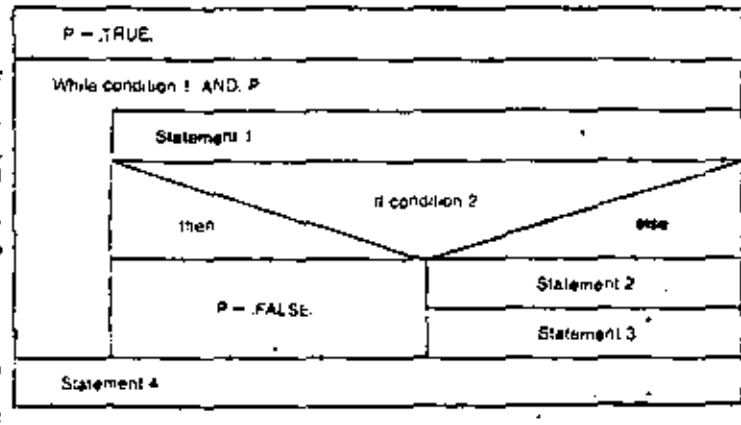 P = .TRUE.
While condition 1 .AND. P
Statement 1
If condition 2
then
else
Statement 2
P = .FALSE.
Statement 3
Statement 4